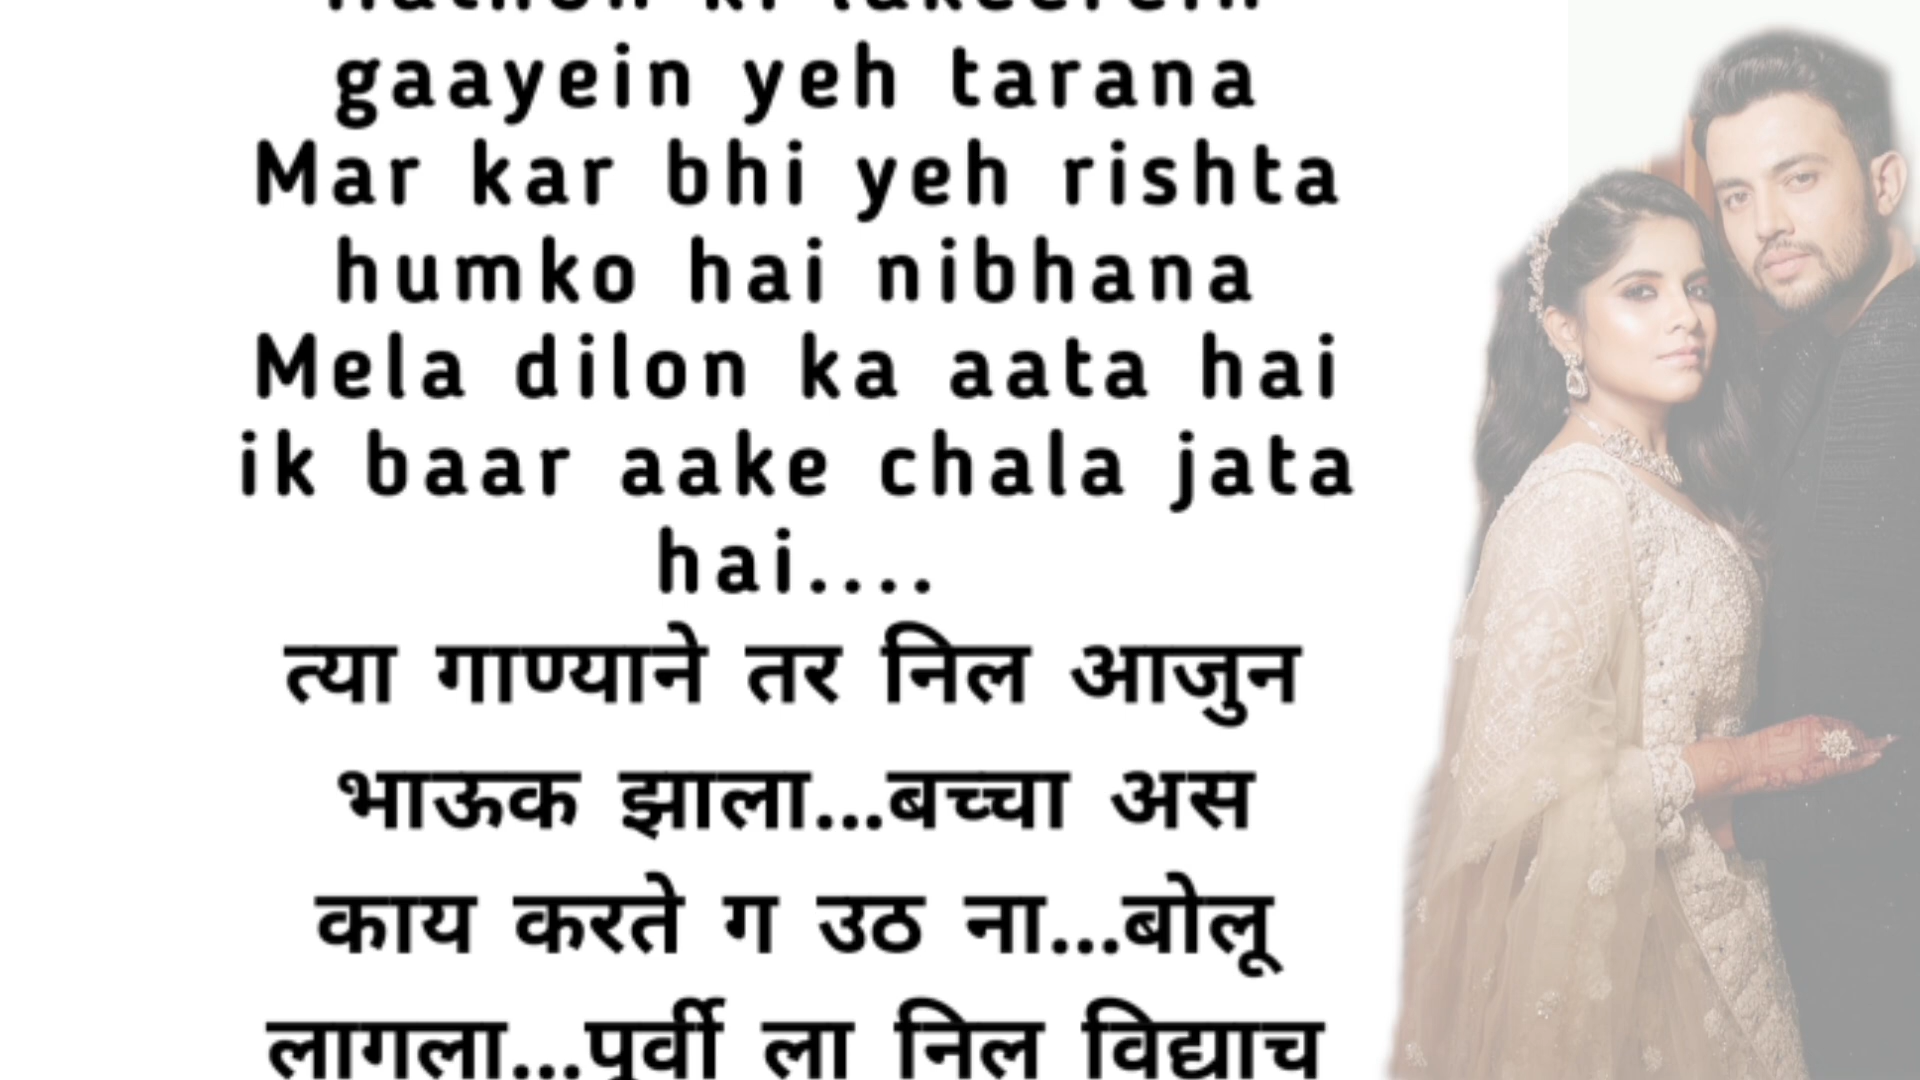 gaayein yeh tarana
Mar kar bhi yeh rishta
humko hai nibhana
Mela dilon ka aata hai
ik baar aake chala jata
hai....
त्या गाण्याने तर निल आजुन
भाऊक झाला...बच्चा अस
काय करते ग उठ ना...बोलू
लागला...पूर्वी ला निल विद्याच